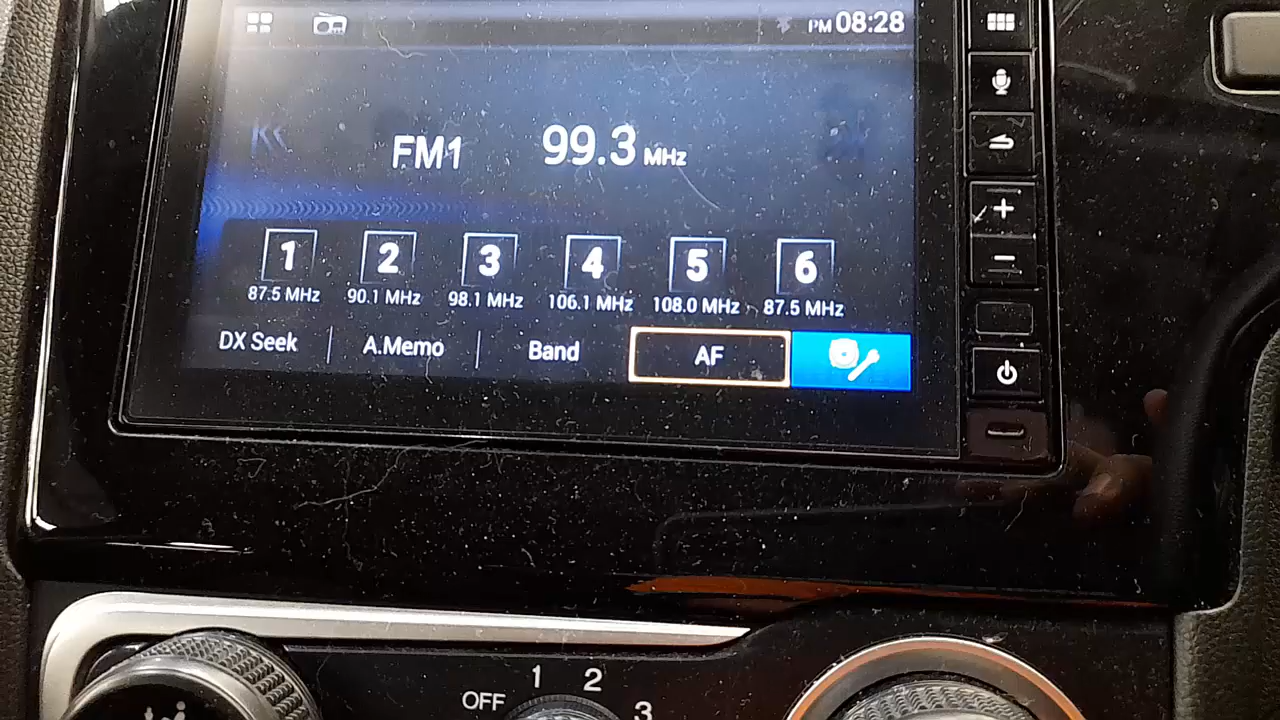 PM 08:28
FM1 99.3 MHz
1 2 3 4 5 6
87.5 MHz 90.1 MHz 98.1 MHz 106.1 MHz 108.0 MHz 87.5 MHz
DX Seek A.Memo Band AF
+
−
1 2
OFF 3